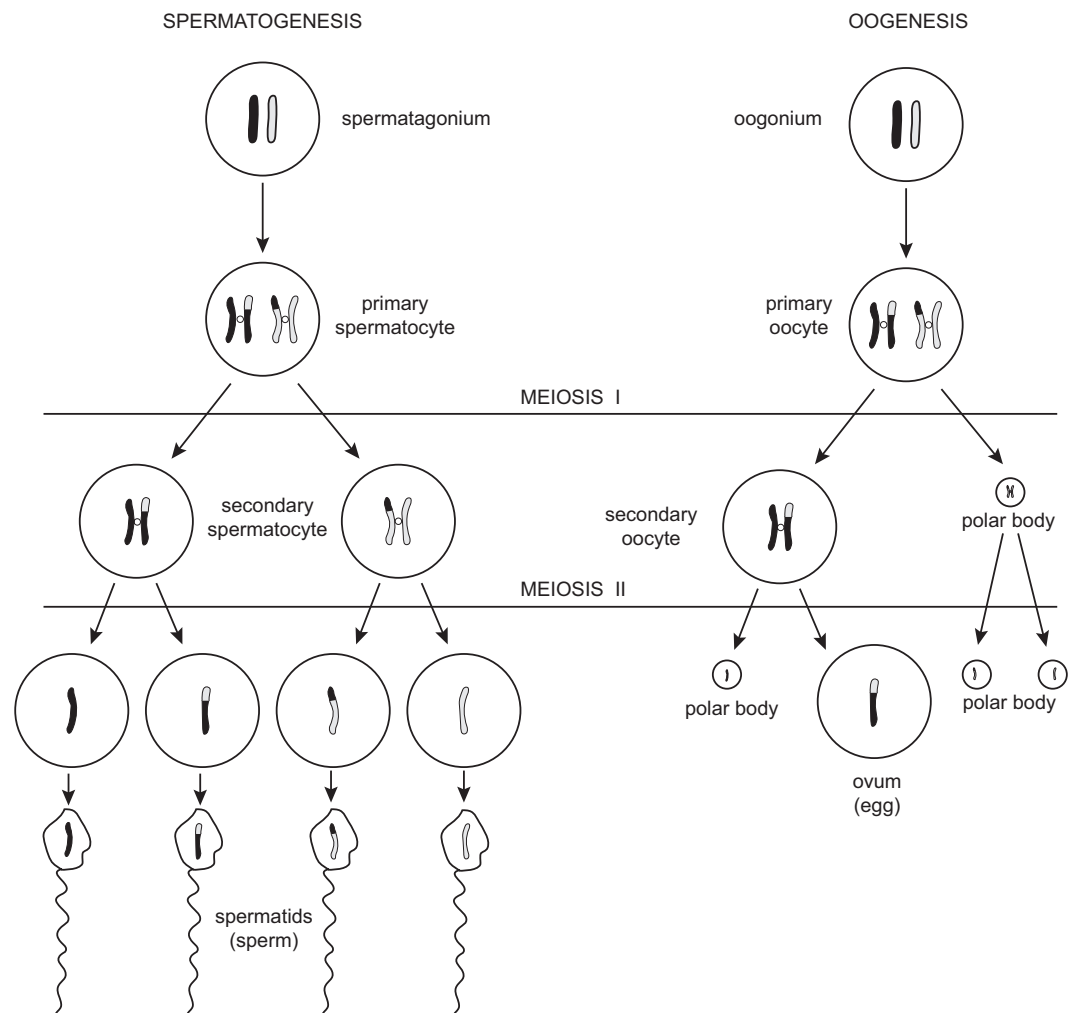 SPERMATOGENESIS
OOGENESIS
spermatagonium
oogonium
primary
spermatocyte
primary
oocyte
MEIOSIS I
secondary
spermatocyte
secondary
oocyte
polar body
MEIOSIS II
polar body
polar body
ovum
(egg)
spermatids
(sperm)